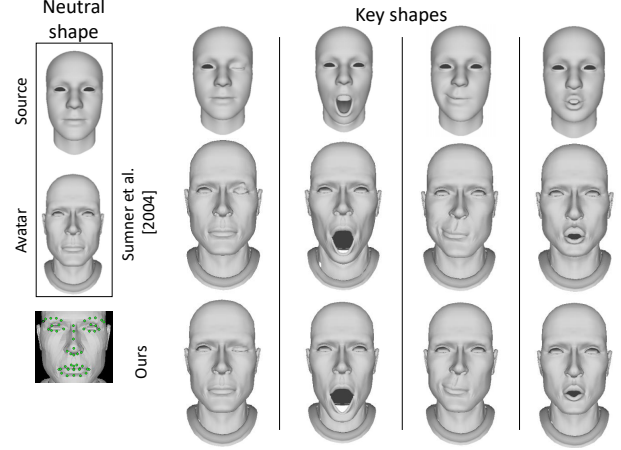 Neutral
shape
Key shapes
Source
Avatar
Sumner et al.
[2004]
Ours